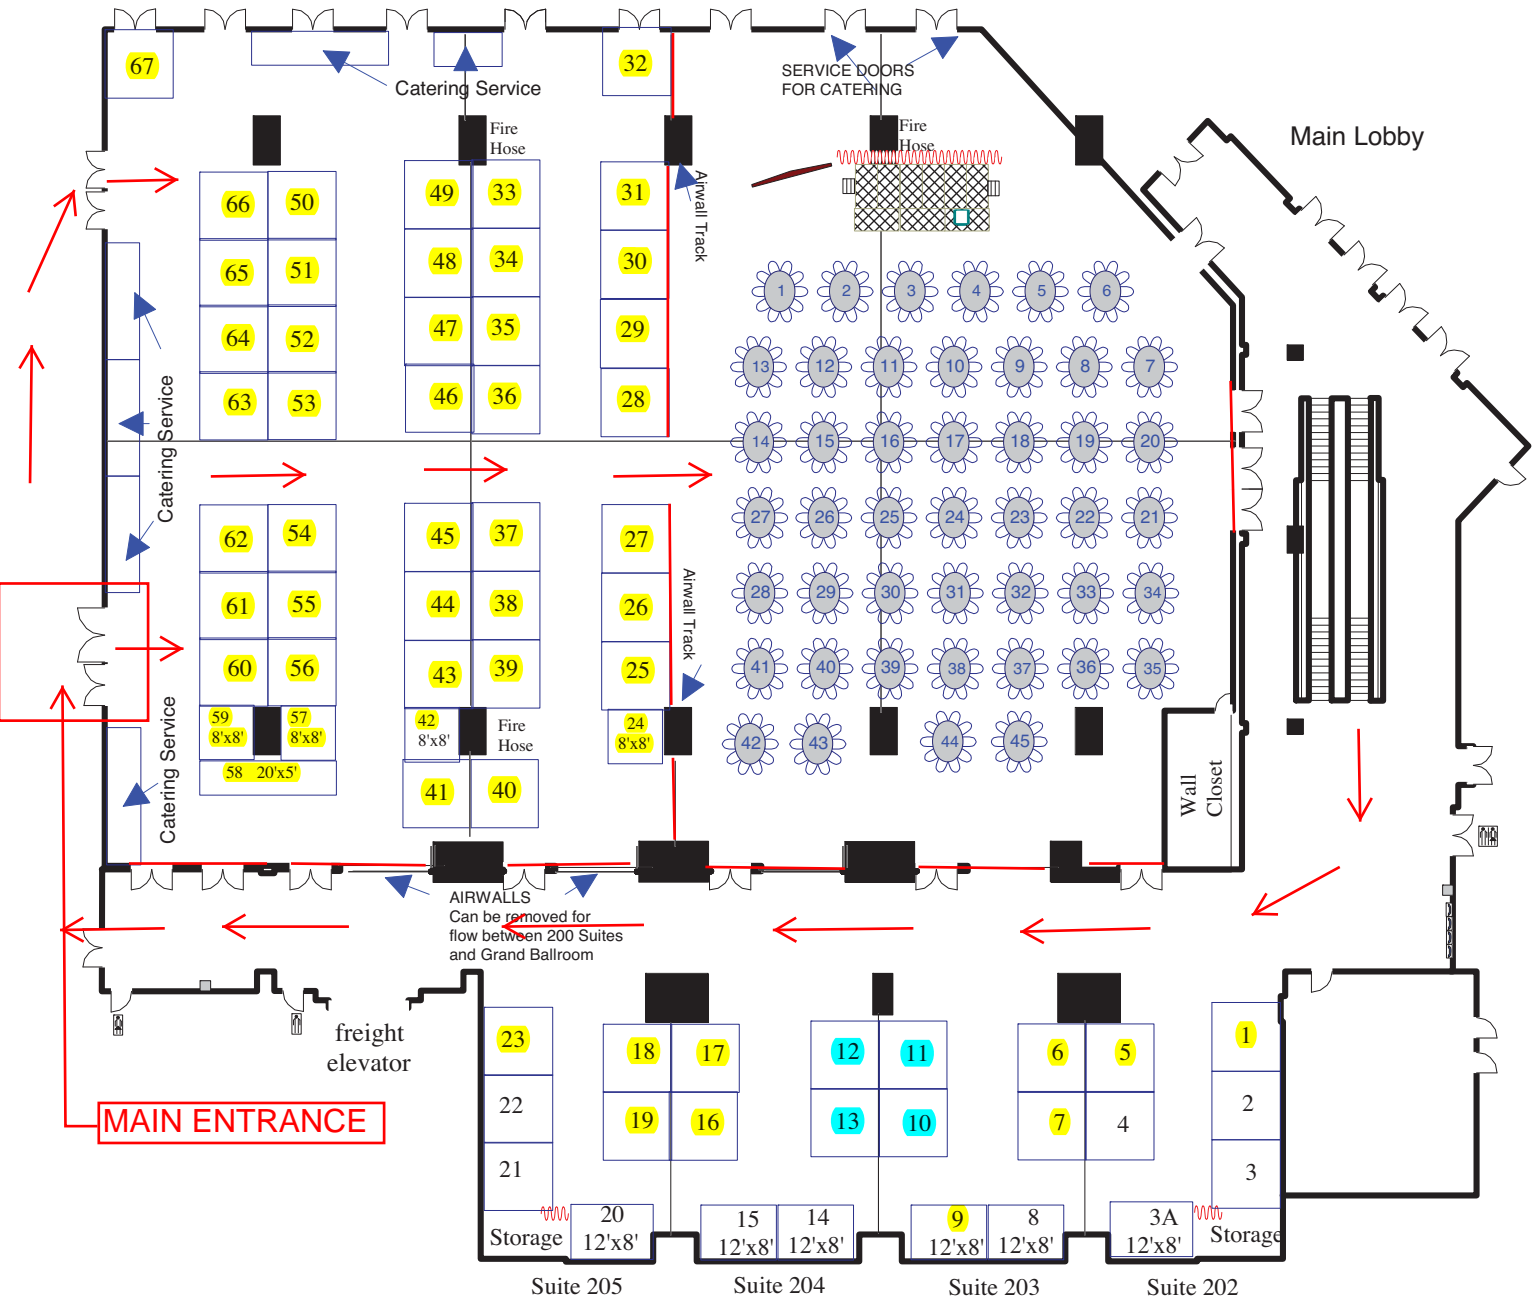 67
32
Catering Service
SERVICE DOORS
FOR CATERING
Main Lobby
Fire
Hose
Fire
Hose
Airwall Track
66 50 49 33 31
65 51 48 34 30
64 52 47 35 29
63 53 46 36 28
1 2 3 4 5 6
13 12 11 10 9 8 7
14 15 16 17 18 19 20
27 26 25 24 23 22 21
28 29 30 31 32 33 34
41 40 39 38 37 36 35
42 43 44 45
Catering Service
62 54 45 37 27
61 55 44 38 26
60 56 43 39 25
Airwall Track
59
8'x8'
57
8'x8'
42
8'x8'
Fire
Hose
24
8'x8'
58 20'x5'
41 40
Catering Service
Wall
Closet
AIRWALLS
Can be removed for
flow between 200 Suites
and Grand Ballroom
freight
elevator
MAIN ENTRANCE
23 18 17 12 11 6 5 1
22 19 16 13 10 7 4 2
21 3
20
12'x8'
15
12'x8'
14
12'x8'
9
12'x8'
8
12'x8'
3A
12'x8'
Storage
Storage
Suite 205
Suite 204
Suite 203
Suite 202